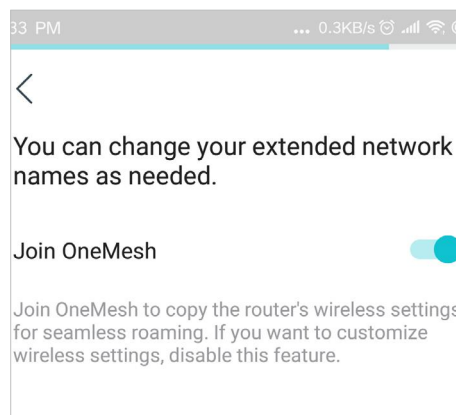 33 PM ... 0.3KB/s
You can change your extended network
names as needed.
Join OneMesh
Join OneMesh to copy the router's wireless settings
for seamless roaming. If you want to customize
wireless settings, disable this feature.